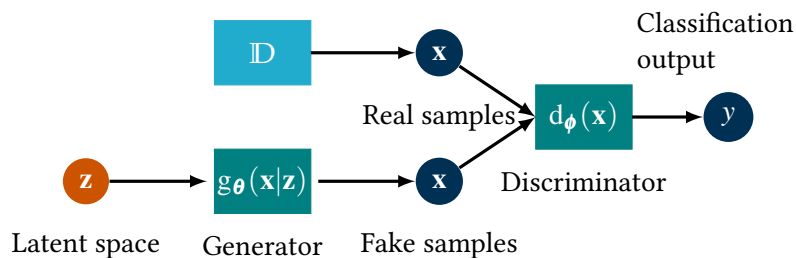 Classification
output
𝔻
x
Real samples
d_ϕ(x)
y
z
g_θ(x|z)
x
Discriminator
Latent space
Generator
Fake samples